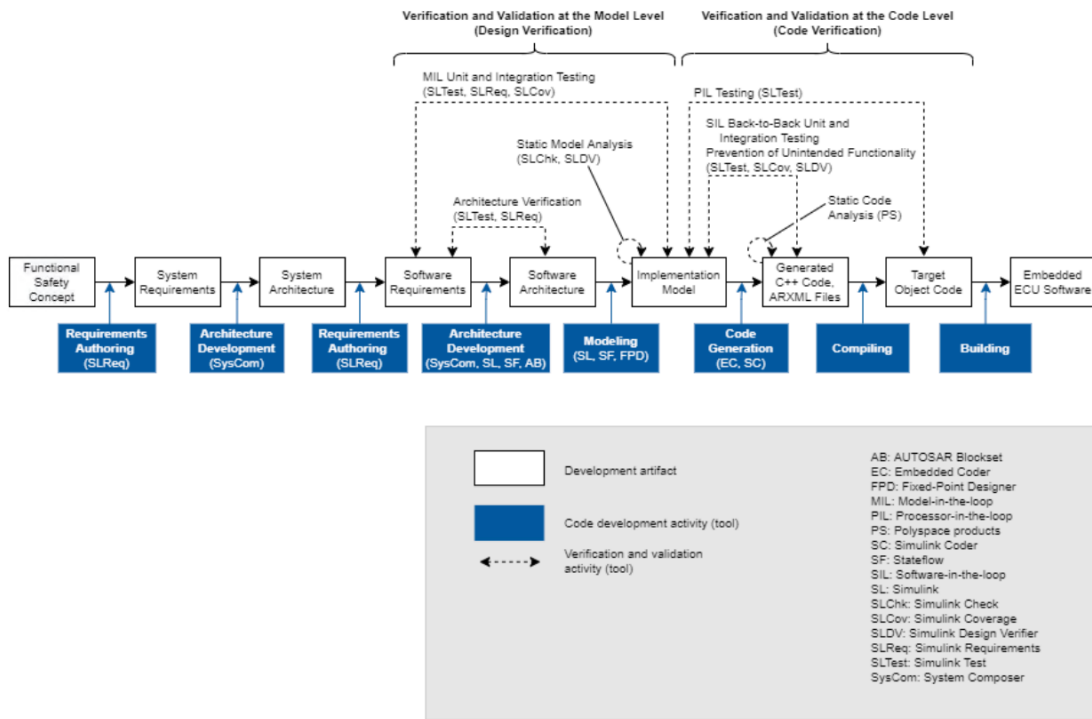 Verification and Validation at the Model Level
(Design Verification)
Veification and Validation at the Code Level
(Code Verification)
MIL Unit and Integration Testing
(SLTest, SLReq, SLCov)
PIL Testing (SLTest)
SIL Back-to-Back Unit and
Integration Testing
Prevention of Unintended Functionality
(SLTest, SLCov, SLDV)
Static Model Analysis
(SLChk, SLDV)
Architecture Verification
(SLTest, SLReq)
Static Code
Analysis (PS)
Functional
Safety
Concept
System
Requirements
System
Architecture
Software
Requirements
Software
Architecture
Implementation
Model
Generated
C++ Code,
ARXML Files
Target
Object Code
Embedded
ECU Software
Requirements
Authoring
(SLReq)
Architecture
Development
(SysCom)
Requirements
Authoring
(SLReq)
Architecture
Development
(SysCom, SL, SF, AB)
Modeling
(SL, SF, FPD)
Code
Generation
(EC, SC)
Compiling
Building
Development artifact
Code development activity (tool)
Verification and validation
activity (tool)
AB: AUTOSAR Blockset
EC: Embedded Coder
FPD: Fixed-Point Designer
MIL: Model-in-the-loop
PIL: Processor-in-the-loop
PS: Polyspace products
SC: Simulink Coder
SF: Stateflow
SIL: Software-in-the-loop
SL: Simulink
SLChk: Simulink Check
SLCov: Simulink Coverage
SLDV: Simulink Design Verifier
SLReq: Simulink Requirements
SLTest: Simulink Test
SysCom: System Composer